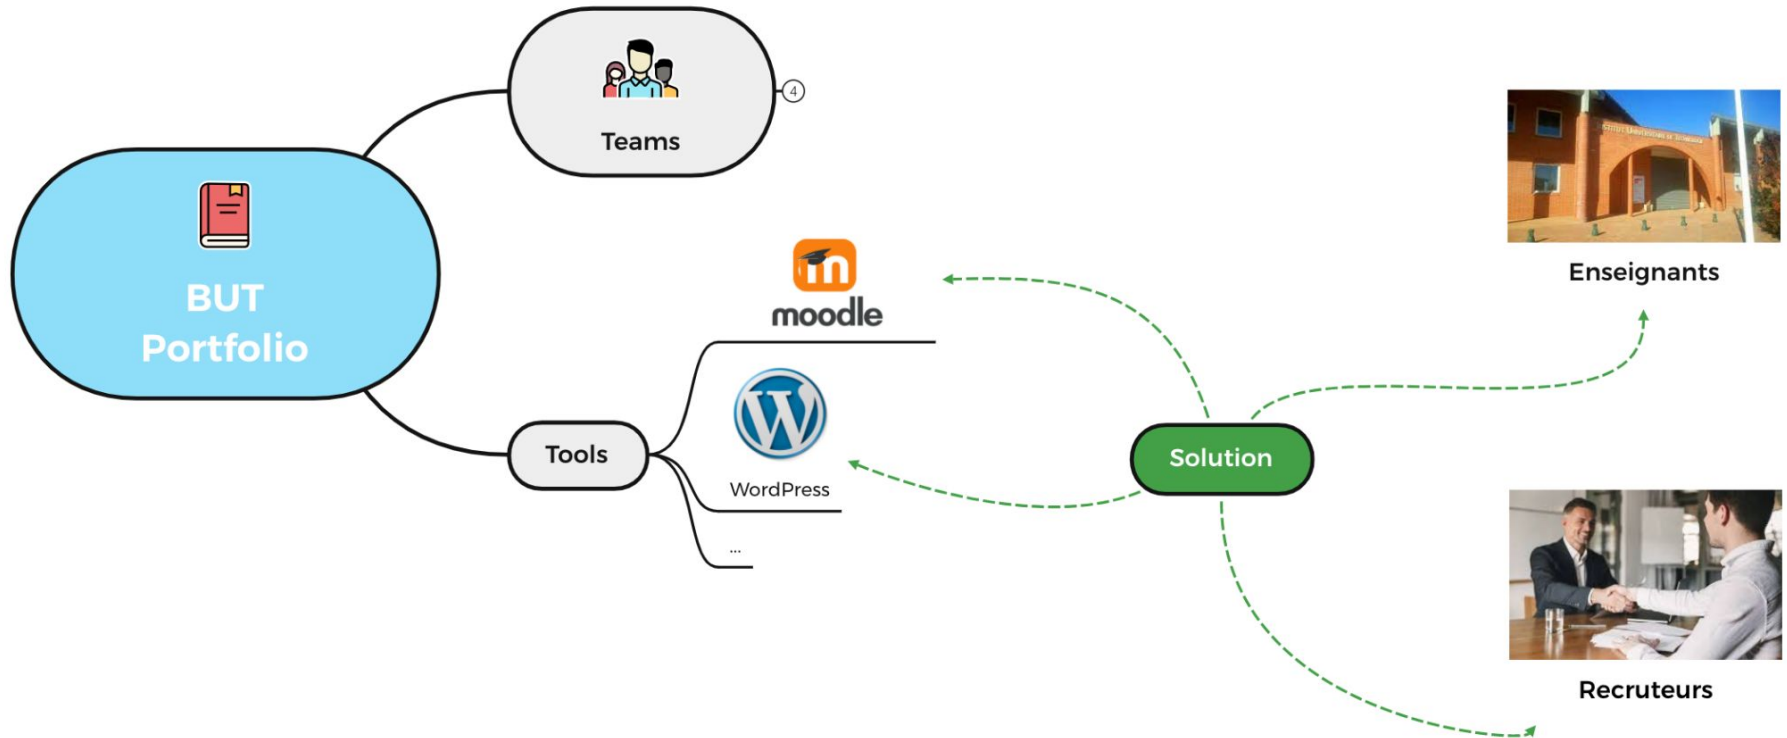 Teams
4
BUT
Portfolio
moodle
WordPress
...
Tools
Solution
Enseignants
Recruteurs